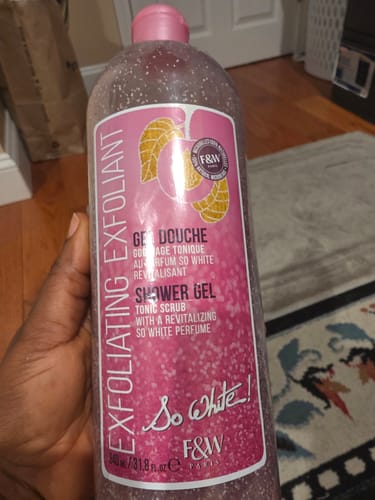 EXFOLIATING EXFOLIANT
F&W
PARIS
GEL DOUCHE
GOMMAGE TONIQUE
AU PARFUM SO WHITE
REVITALISANT
SHOWER GEL
TONIC SCRUB
WITH A REVITALIZING
SO WHITE PERFUME
So White!
F&W
PARIS
940 ML / 31.8 FL OZ ℮